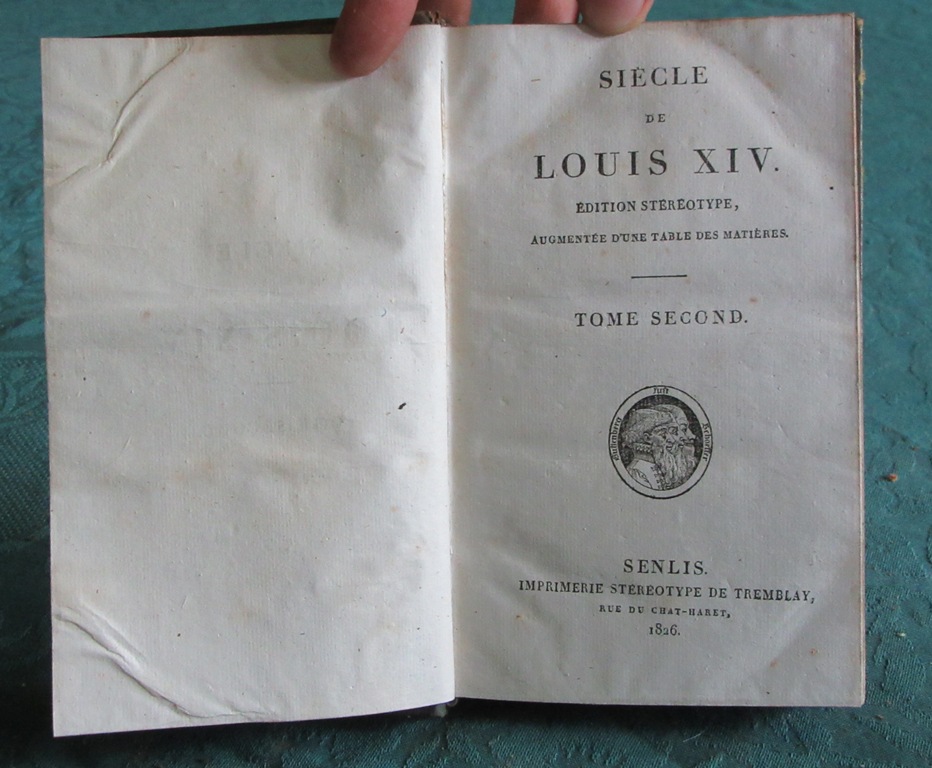 SIÈCLE
DE
LOUIS XIV.
ÉDITION STÉRÉOTYPE,
AUGMENTÉE D'UNE TABLE DES MATIÈRES.
TOME SECOND.
SENLIS.
IMPRIMERIE STÉRÉOTYPE DE TREMBLAY,
RUE DU CHAT-HARET,
1826.